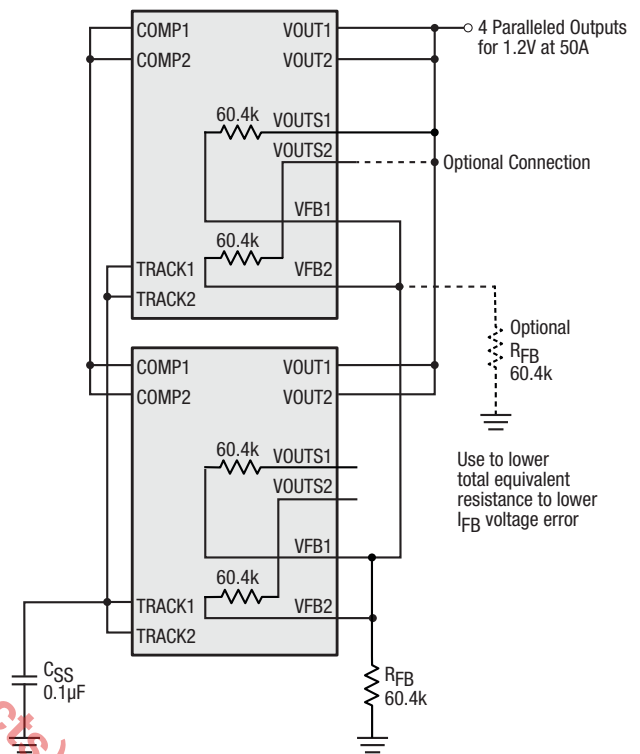 COMP1
VOUT1
4 Paralleled Outputs
for 1.2V at 50A
COMP2
VOUT2
60.4k
VOUTS1
VOUTS2
Optional Connection
VFB1
60.4k
TRACK1
VFB2
TRACK2
Optional
RFB
60.4k
COMP1
VOUT1
COMP2
VOUT2
60.4k
VOUTS1
VOUTS2
Use to lower
total equivalent
resistance to lower
IFB voltage error
VFB1
60.4k
TRACK1
VFB2
TRACK2
CSS
0.1µF
RFB
60.4k